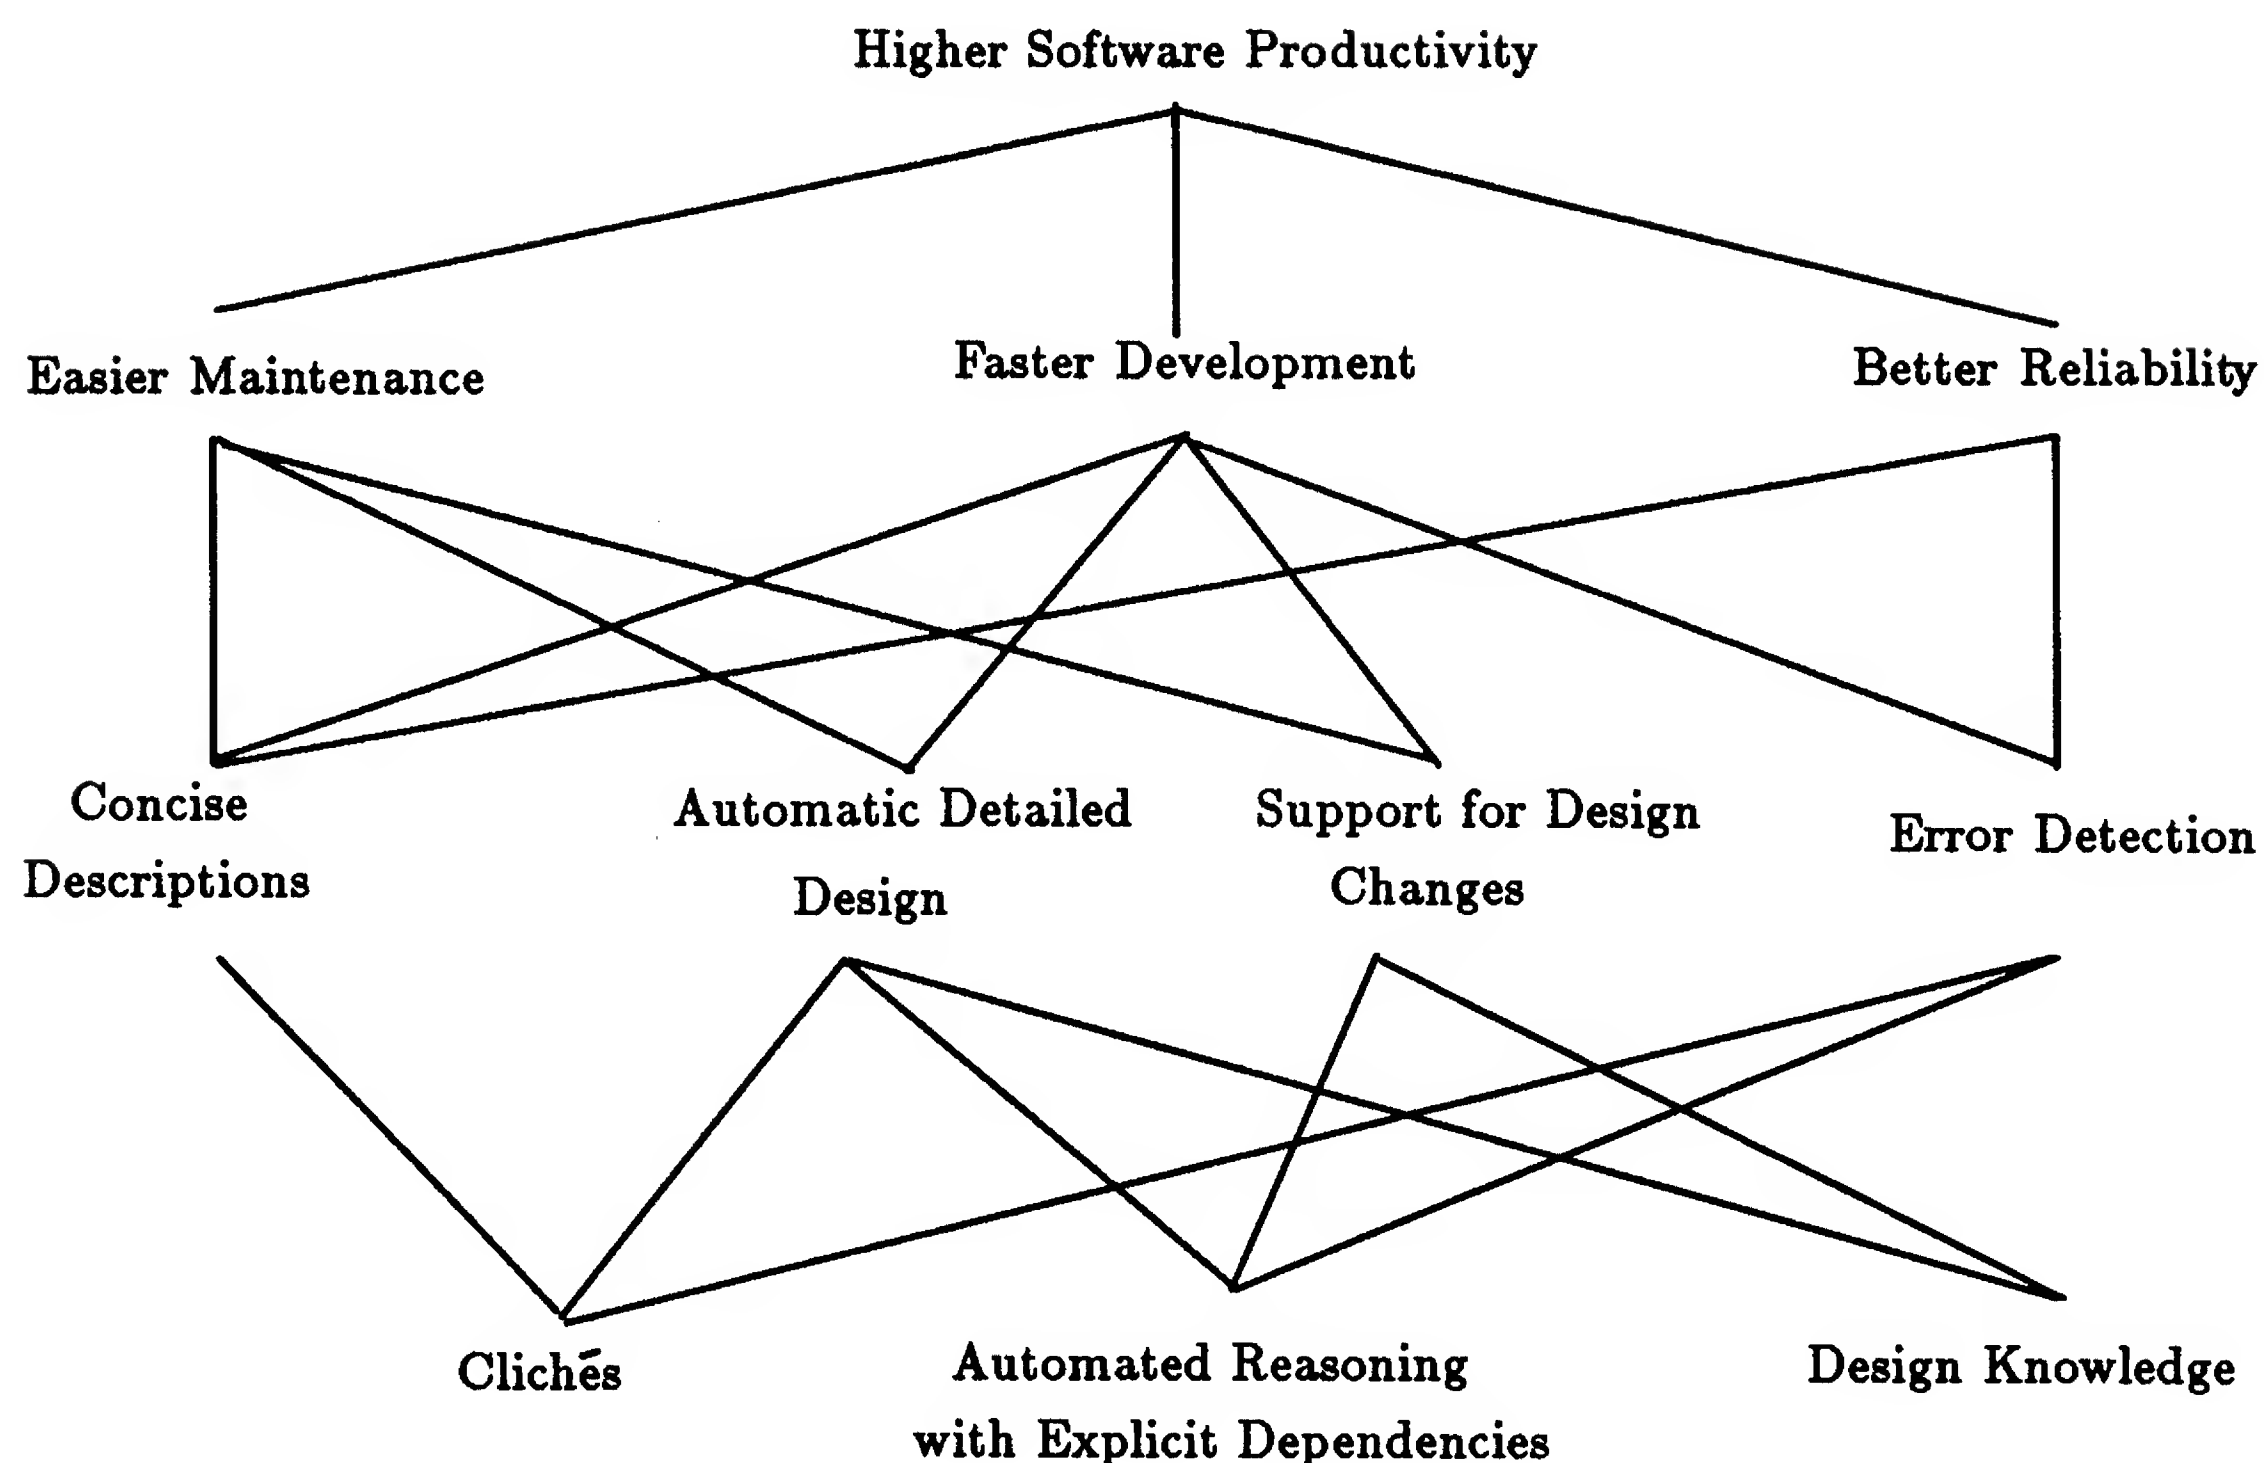 Higher Software Productivity
Easier Maintenance
Faster Development
Better Reliability
Concise
Descriptions
Automatic Detailed
Design
Support for Design
Changes
Error Detection
Clichés
Automated Reasoning
with Explicit Dependencies
Design Knowledge